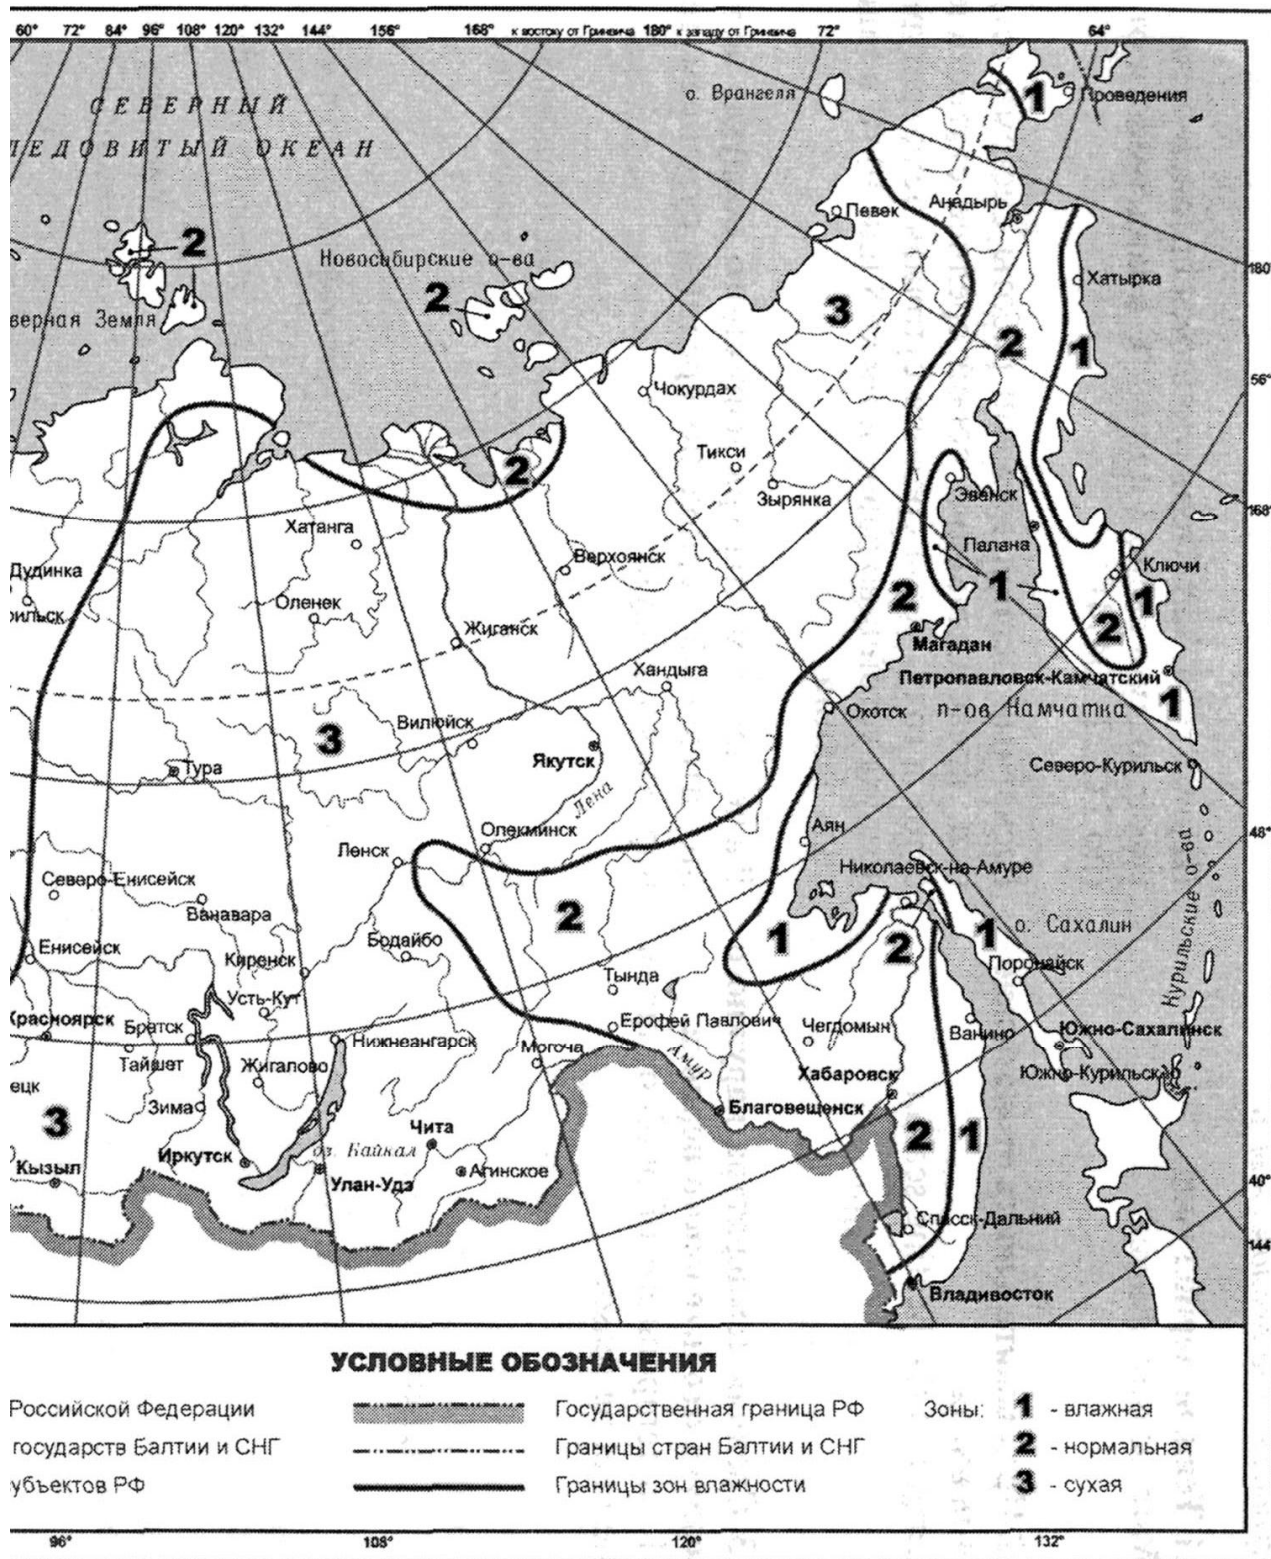 60° 72° 84° 96° 108° 120° 132° 144° 156° 168° к востоку от Гринвича 180° к западу от Гринвича 72° 64°
СЕВЕРНЫЙ
ЛЕДОВИТЫЙ ОКЕАН
о. Врангеля
1
Проведения
Певек
Анадырь
2
Новосибирские о-ва
2
верная Земля
180°
Хатырка
3
2
1
Чокурдах
56°
Тикси
2
Зырянка
Эванск
168°
Хатанга
Палана
Дудинка
Верхоянск
Ключи
Оленек
1
1
рильск
2
2
Жиганск
Магадан
Хандыга
Петропавловск-Камчатский
Охотск
п-ов Камчатка
1
Вилюйск
3
Якутск
Тура
Северо-Курильск
Лена
Аян
Олекминск
48°
Ленск
Николаевск-на-Амуре
Северо-Енисейск
Ванавара
2
1
2
1
о. Сахалин
Курильские о-ва
Енисейск
Бодайбо
Киренск
Поронайск
Тында
Усть-Кут
Красноярск
Братск
Ерофей Павлович
Чегдомын
Ванино
Южно-Сахалинск
Нижнеангарск
Могоча
Амур
Тайшет
Жигалово
Хабаровск
Южно-Курильск
ецк
Зима
Благовещенск
3
Чита
2
1
Иркутск
оз. Байкал
Кызыл
Агинское
Улан-Удэ
40°
Спасск-Дальний
144°
Владивосток
УСЛОВНЫЕ ОБОЗНАЧЕНИЯ
Российской Федерации
Государственная граница РФ
Зоны: 1 - влажная
государств Балтии и СНГ
Границы стран Балтии и СНГ
2 - нормальная
убъектов РФ
Границы зон влажности
3 - сухая
96° 108° 120° 132°